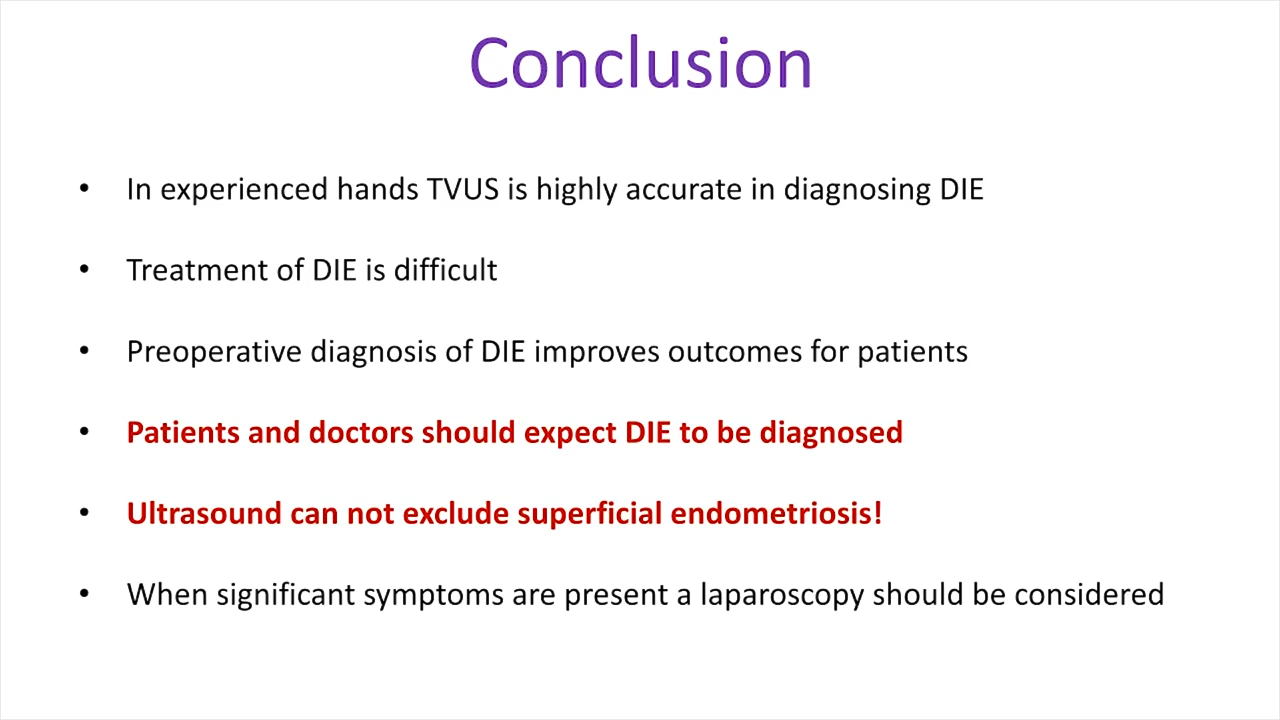 Conclusion
• In experienced hands TVUS is highly accurate in diagnosing DIE
• Treatment of DIE is difficult
• Preoperative diagnosis of DIE improves outcomes for patients
• Patients and doctors should expect DIE to be diagnosed
• Ultrasound can not exclude superficial endometriosis!
• When significant symptoms are present a laparoscopy should be considered